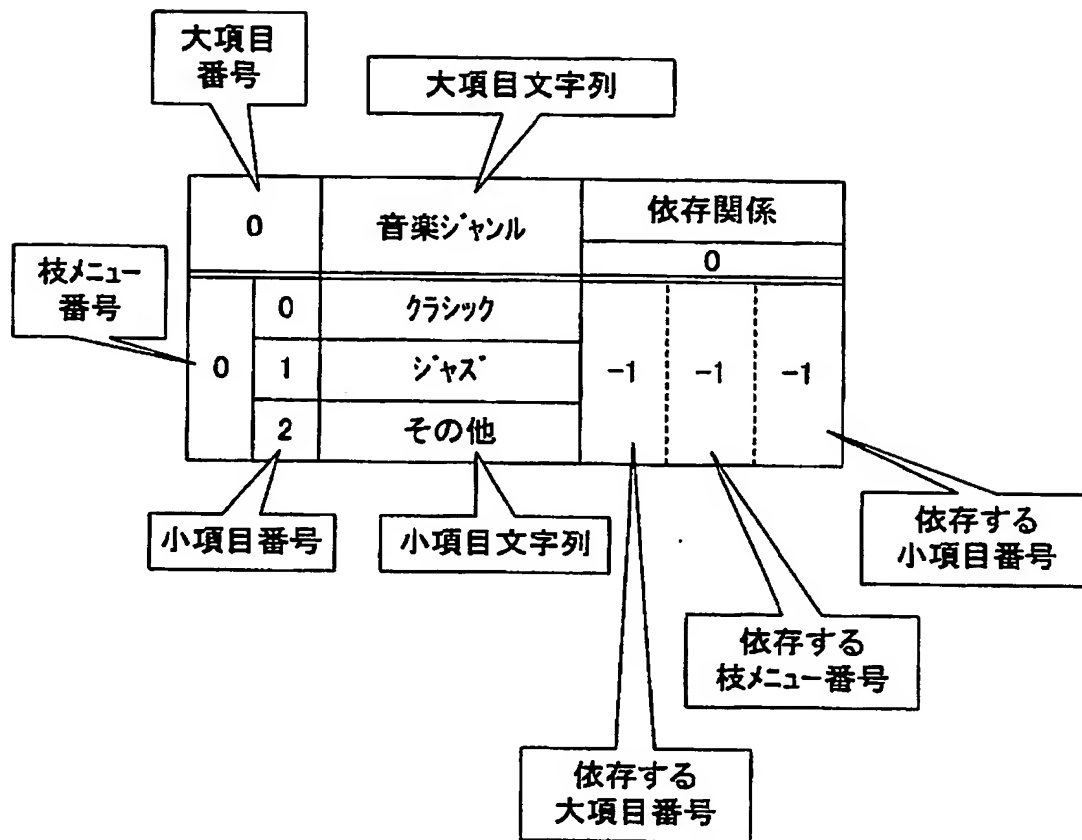 大項目
番号
大項目文字列
0
音楽ジャンル
依存関係
0
枝メニュー
番号
0
0
クラシック
1
ジャズ
2
その他
-1
-1
-1
小項目番号
小項目文字列
依存する
小項目番号
依存する
枝メニュー番号
依存する
大項目番号